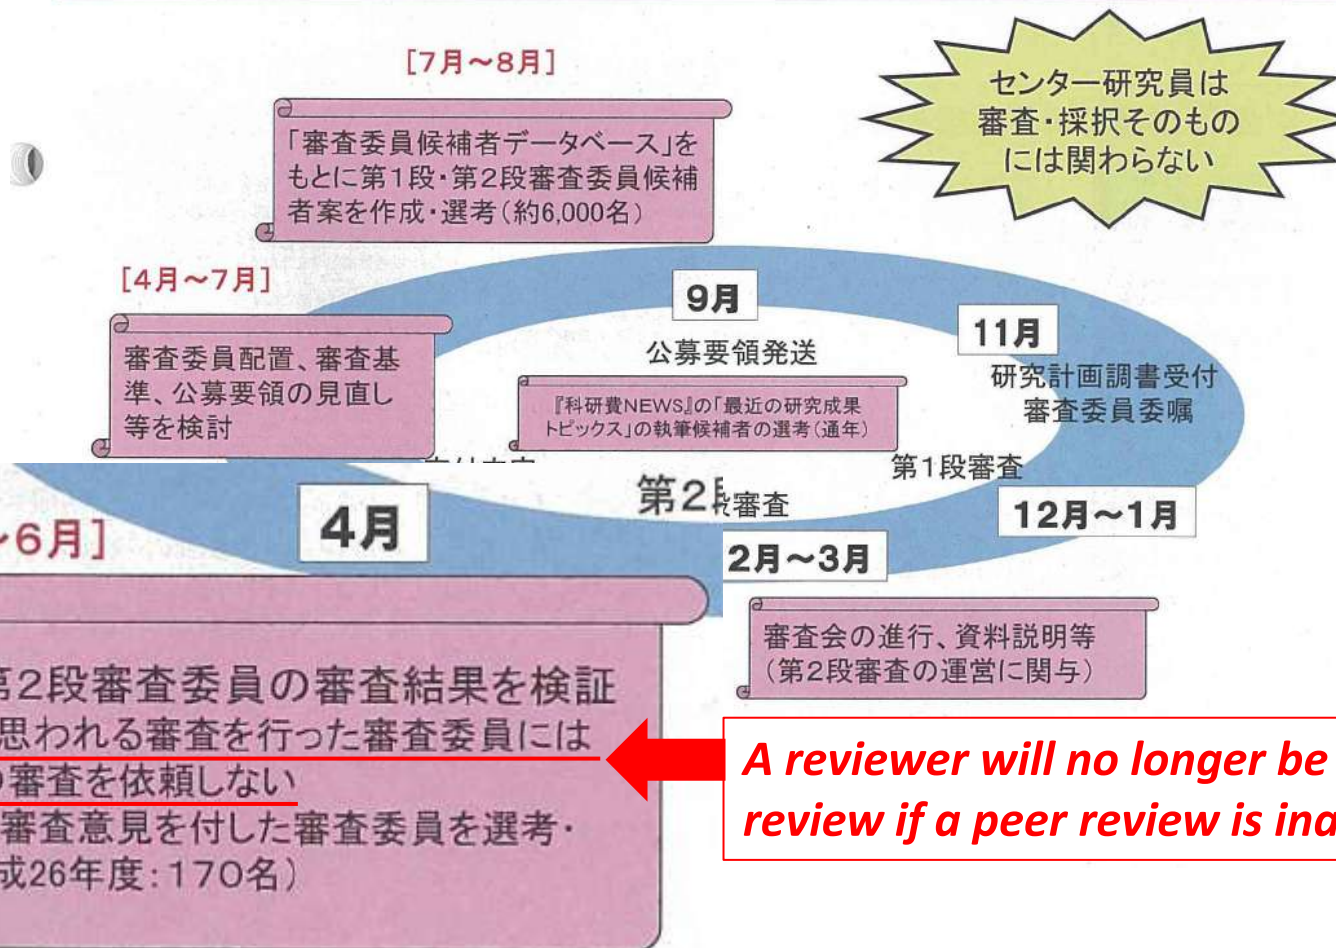 [7月～8月]
「審査委員候補者データベース」を
もとに第1段・第2段審査委員候補
者案を作成・選考(約6,000名)
センター研究員は
審査・採択そのもの
には関わらない
[4月～7月]
審査委員配置、審査基
準、公募要領の見直し
等を検討
9月
公募要領発送
『科研費NEWS』の「最近の研究成果
トピックス」の執筆候補者の選考(通年)
11月
研究計画調書受付
審査委員委嘱
第1段審査
12月～1月
第2段審査
2月～3月
審査会の進行、資料説明等
(第2段審査の運営に関与)
4月
～6月]
第2段審査委員の審査結果を検証
思われる審査を行った審査委員には
審査を依頼しない
審査意見を付した審査委員を選考・
成26年度:170名)
A reviewer will no longer be
review if a peer review is